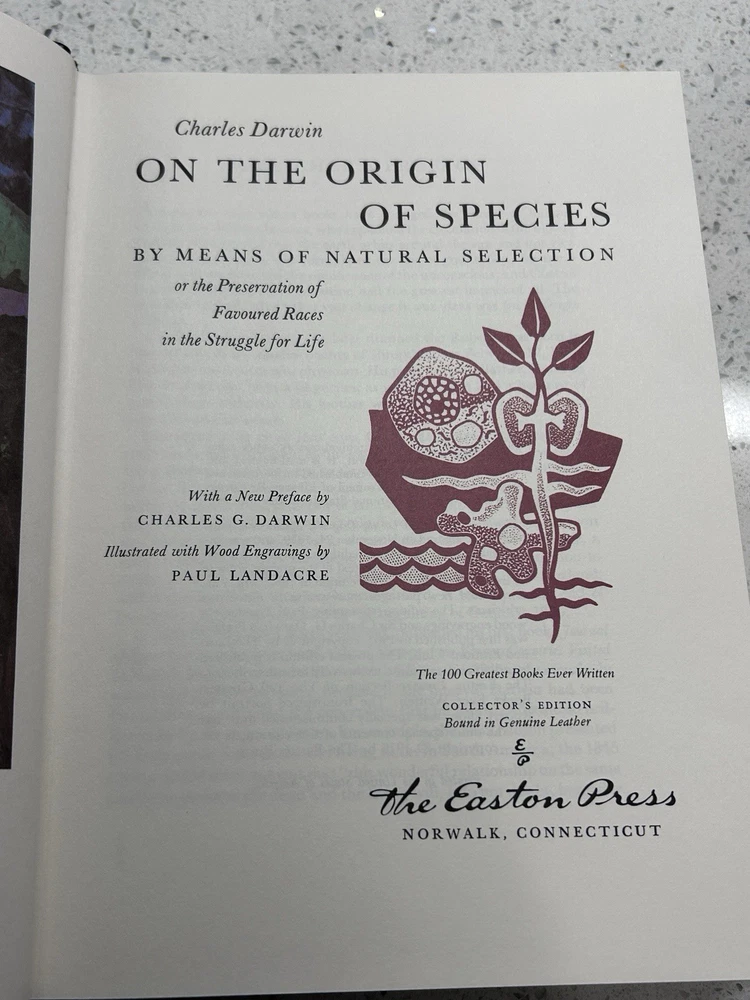 Charles Darwin
ON THE ORIGIN
OF SPECIES
BY MEANS OF NATURAL SELECTION
or the Preservation of
Favoured Races
in the Struggle for Life
With a New Preface by
CHARLES G. DARWIN
Illustrated with Wood Engravings by
PAUL LANDACRE
The 100 Greatest Books Ever Written
COLLECTOR'S EDITION
Bound in Genuine Leather
E
P
The Easton Press
NORWALK, CONNECTICUT